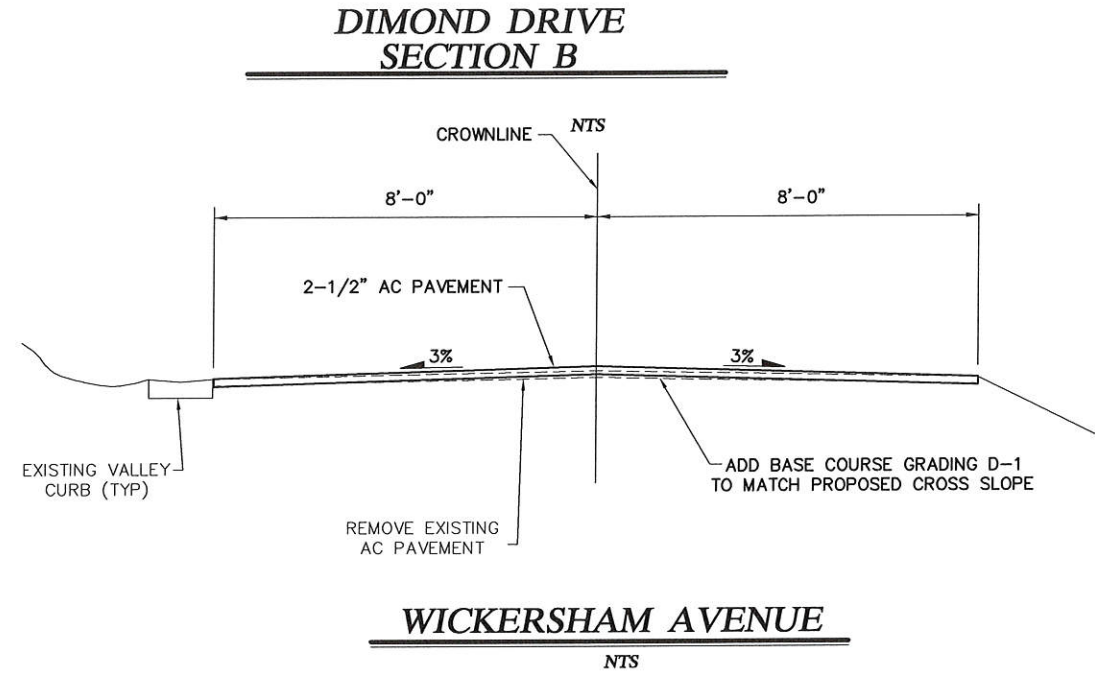 DIMOND DRIVE
SECTION B
NTS
CROWNLINE
8'-0"
8'-0"
2-1/2" AC PAVEMENT
3%
3%
EXISTING VALLEY
CURB (TYP)
ADD BASE COURSE GRADING D-1
TO MATCH PROPOSED CROSS SLOPE
REMOVE EXISTING
AC PAVEMENT
WICKERSHAM AVENUE
NTS